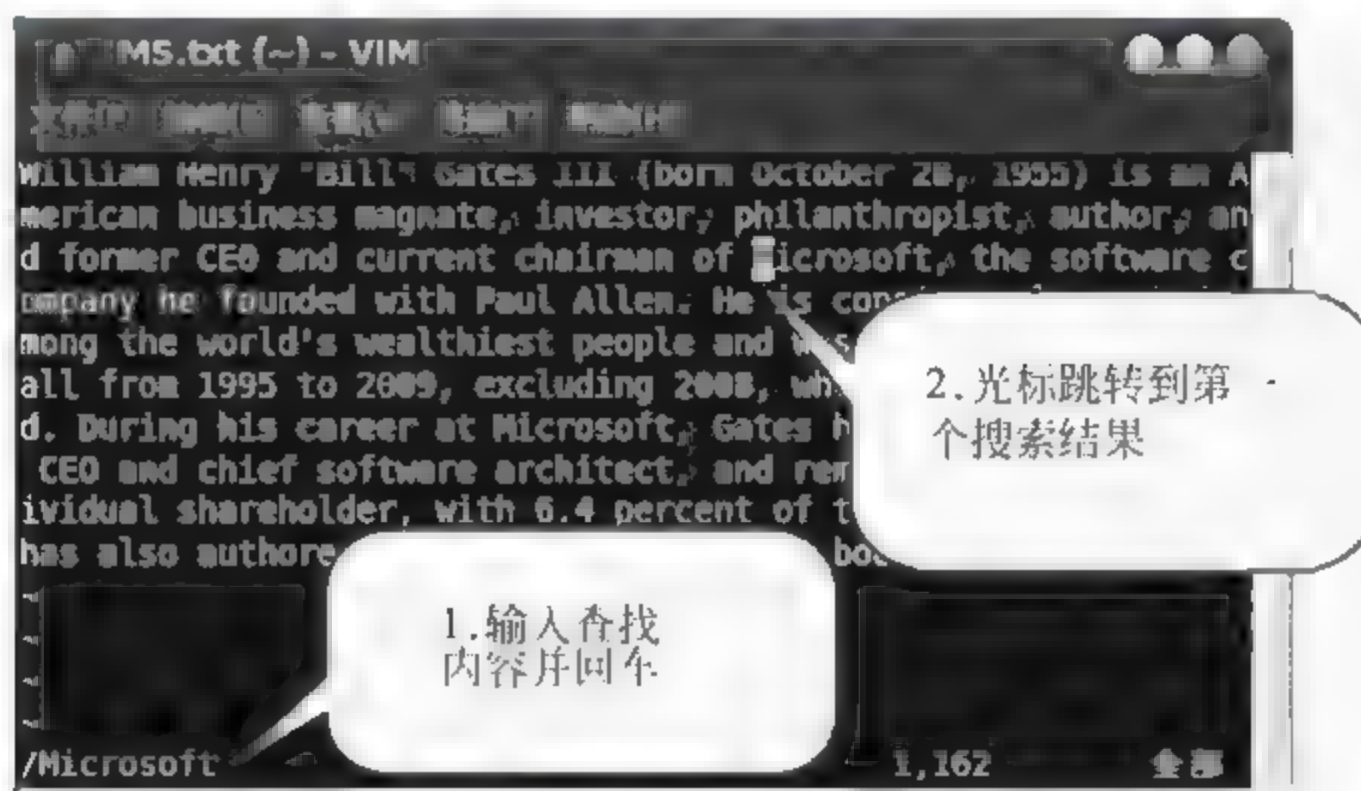 MS.txt (~) - VIM
William Henry "Bill" Gates III (born October 28, 1955) is an A
merican business magnate, investor, philanthropist, author, an
d former CEO and current chairman of Microsoft, the software c
ompany he founded with Paul Allen. He is
mong the world's wealthiest people and was
all from 1995 to 2009, excluding 2008,
d. During his career at Microsoft, Gates
CEO and chief software architect, and
ividual shareholder, with 6.4 percent of
has also authore
2.光标跳转到第一
个搜索结果
1.输入查找
内容并回车
~
~
~
~
/Microsoft 1,162 全部